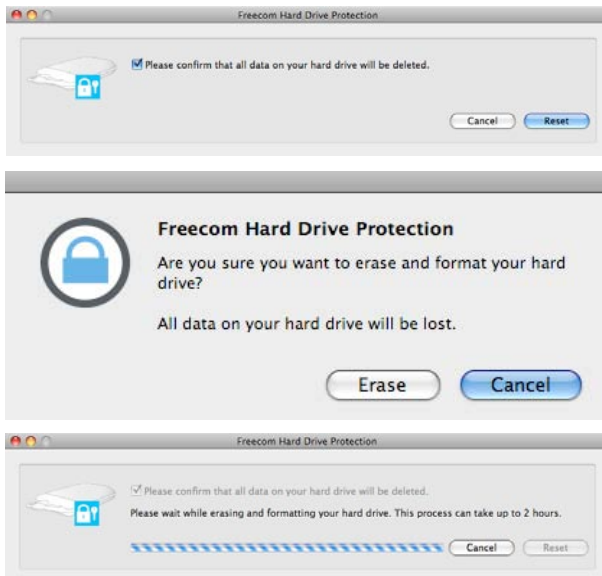 Freecom Hard Drive Protection
Please confirm that all data on your hard drive will be deleted.
Cancel Reset
Freecom Hard Drive Protection
Are you sure you want to erase and format your hard
drive?
All data on your hard drive will be lost.
Erase Cancel
Freecom Hard Drive Protection
Please confirm that all data on your hard drive will be deleted.
Please wait while erasing and formatting your hard drive. This process can take up to 2 hours.
Cancel Reset